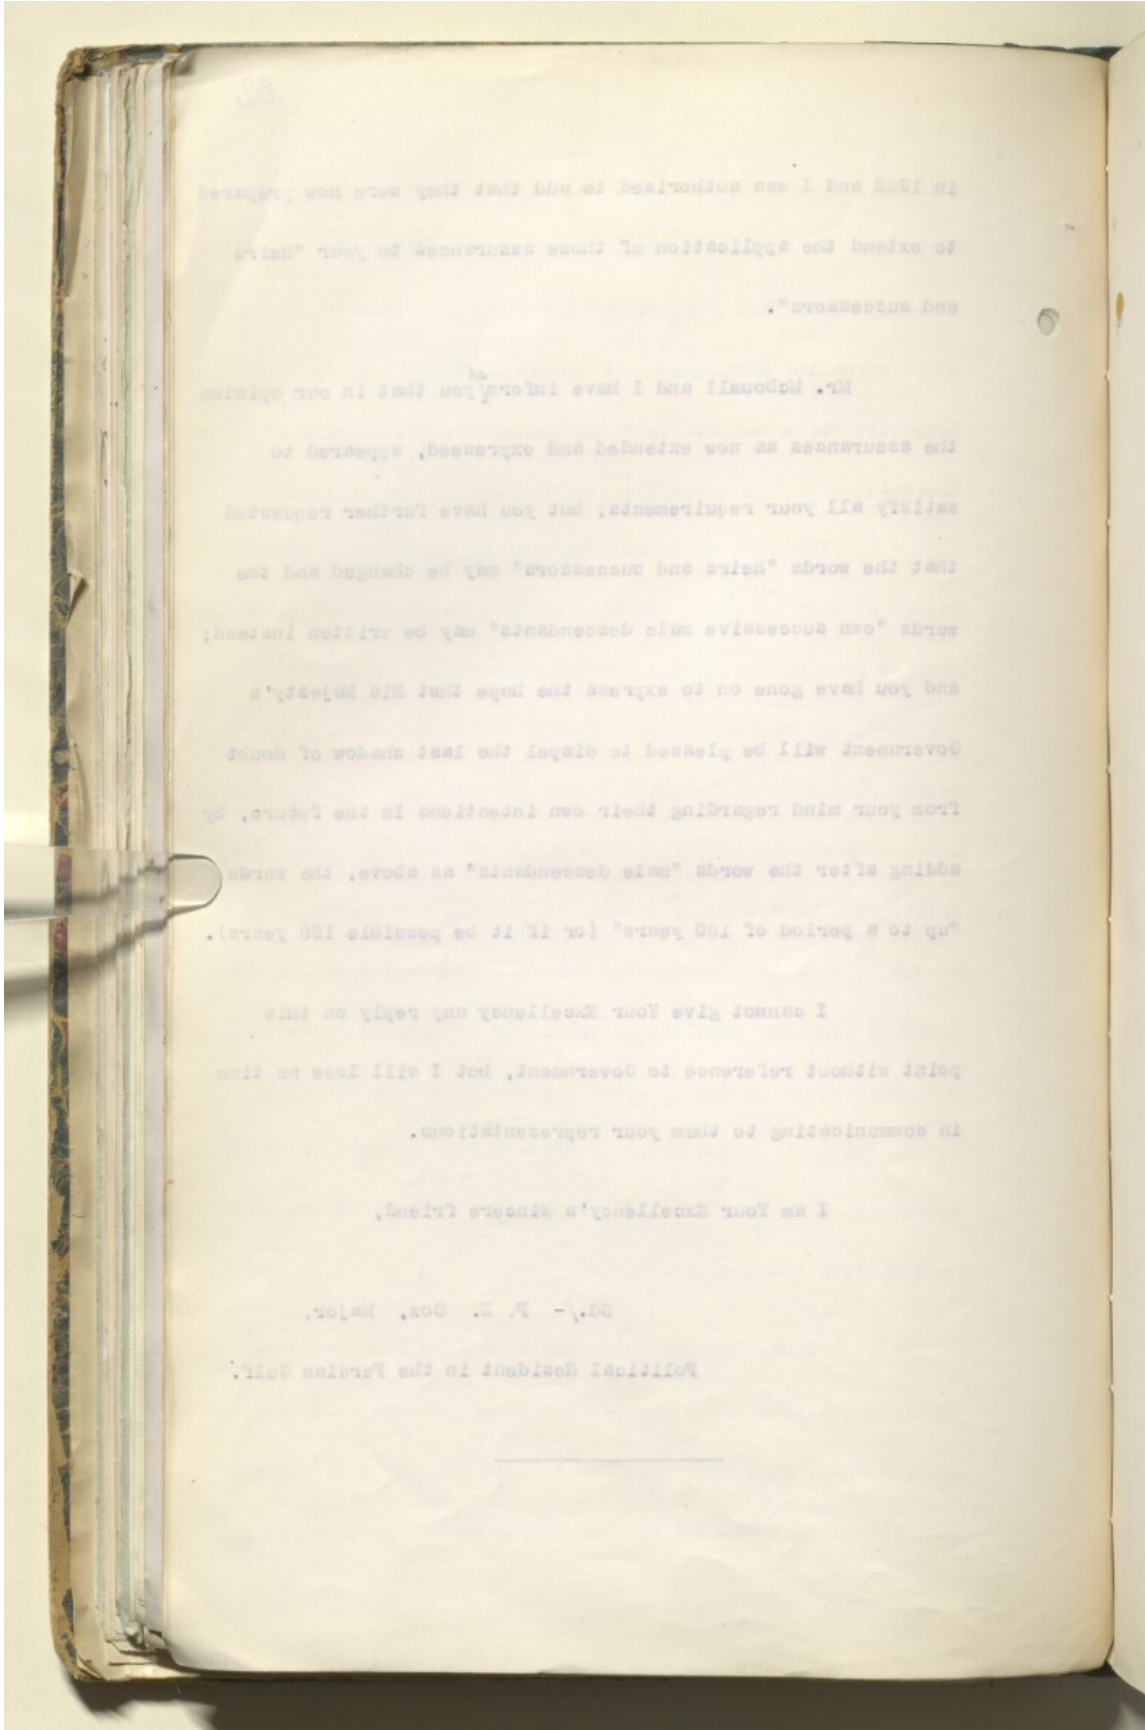 82
in 1902 and I was authorised to add that they were now prepared
to extend the application of those assurances to your "heirs
and successors".
Mr. McDouall and I have informed you that in our opinion
the assurances as now extended and expressed, appeared to
satisfy all your requirements; but you have further requested
that the words "heirs and successors" may be changed and the
words "own successive male descendants" may be written instead;
and you have gone on to express the hope that His Majesty's
Government will be pleased to dispel the last shadow of doubt
from your mind regarding their own intentions in the future, by
adding after the words "male descendants" as above, the words
"up to a period of 100 years" (or if it be possible 150 years).
I cannot give Your Excellency any reply on this
point without reference to Government, but I will lose no time
in communicating to them your representations.
I am Your Excellency's sincere friend,
Sd./- P. Z. Cox, Major,
Political Resident in the Persian Gulf.